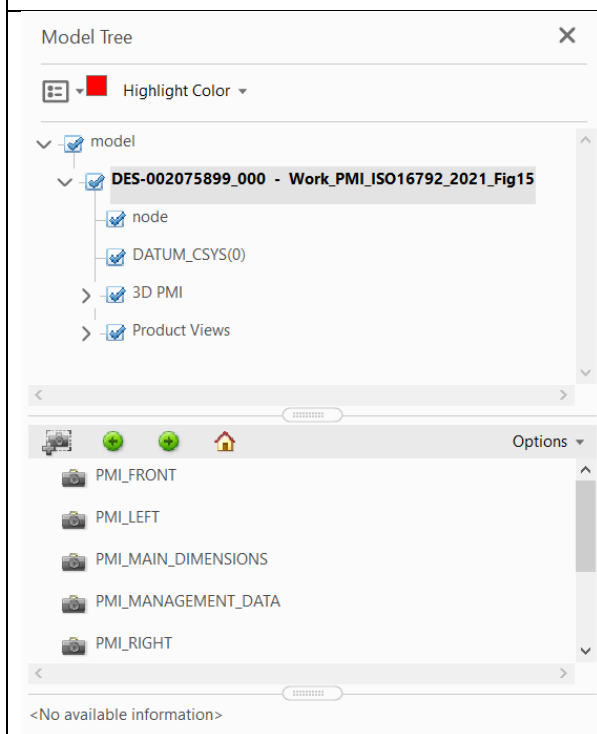 Model Tree
Highlight Color
model
DES-002075899_000 - Work_PMI_ISO16792_2021_Fig15
node
DATUM_CSYS(0)
3D PMI
Product Views
Options
PMI_FRONT
PMI_LEFT
PMI_MAIN_DIMENSIONS
PMI_MANAGEMENT_DATA
PMI_RIGHT
<No available information>